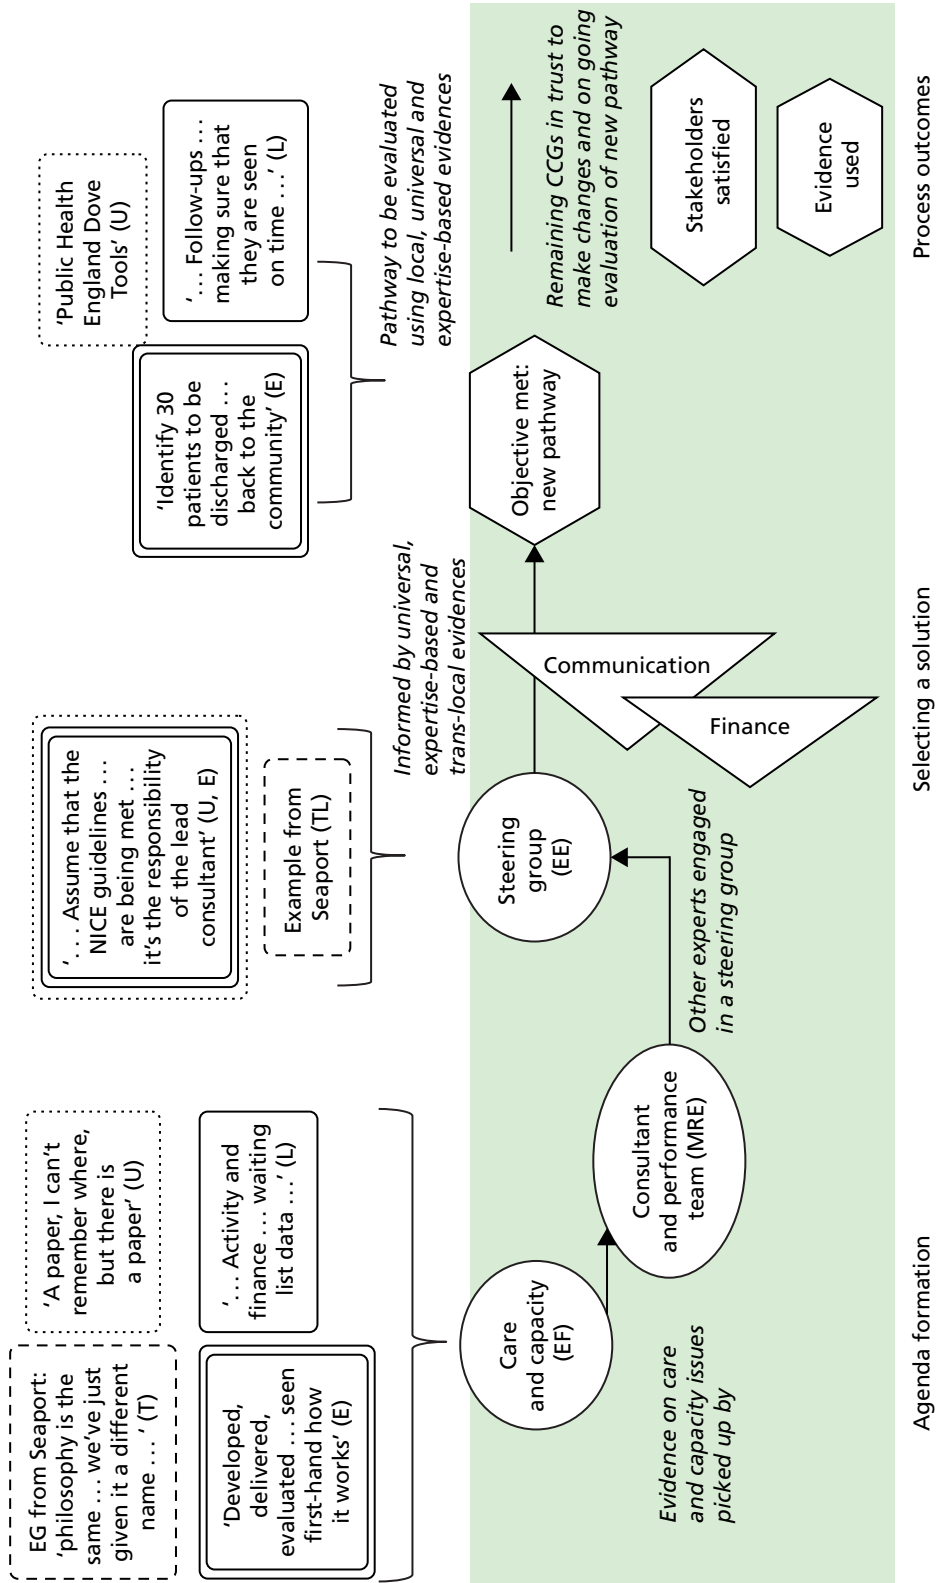 EG from Seaport:
‘philosophy is the
same … we’ve just
given it a different
name … ‘ (T)
‘A paper, I can’t
remember where,
but there is
a paper’ (U)
‘Developed,
delivered,
evaluated … seen
first-hand how
it works’ (E)
‘… Activity and
finance … waiting
list data …’ (L)
‘… Assume that the
NICE guidelines …
are being met …
it’s the responsibility
of the lead
consultant’ (U, E)
Example from
Seaport (TL)
‘Public Health
England Dove
Tools’ (U)
‘Identify 30
patients to be
discharged …
back to the
community’ (E)
‘… Follow-ups …
making sure that
they are seen
on time …’ (L)
Informed by universal,
expertise-based and
trans-local evidences
Pathway to be evaluated
using local, universal and
expertise-based evidences
Care
and capacity
(EF)
Evidence on care
and capacity issues
picked up by
Consultant
and performance
team (MRE)
Other experts engaged
in a steering group
Steering
group
(EE)
Communication
Finance
Objective met:
new pathway
Remaining CCGs in trust to
make changes and on going
evaluation of new pathway
Stakeholders
satisfied
Evidence
used
Agenda formation
Selecting a solution
Process outcomes